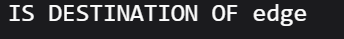 IS DESTINATION OF edge